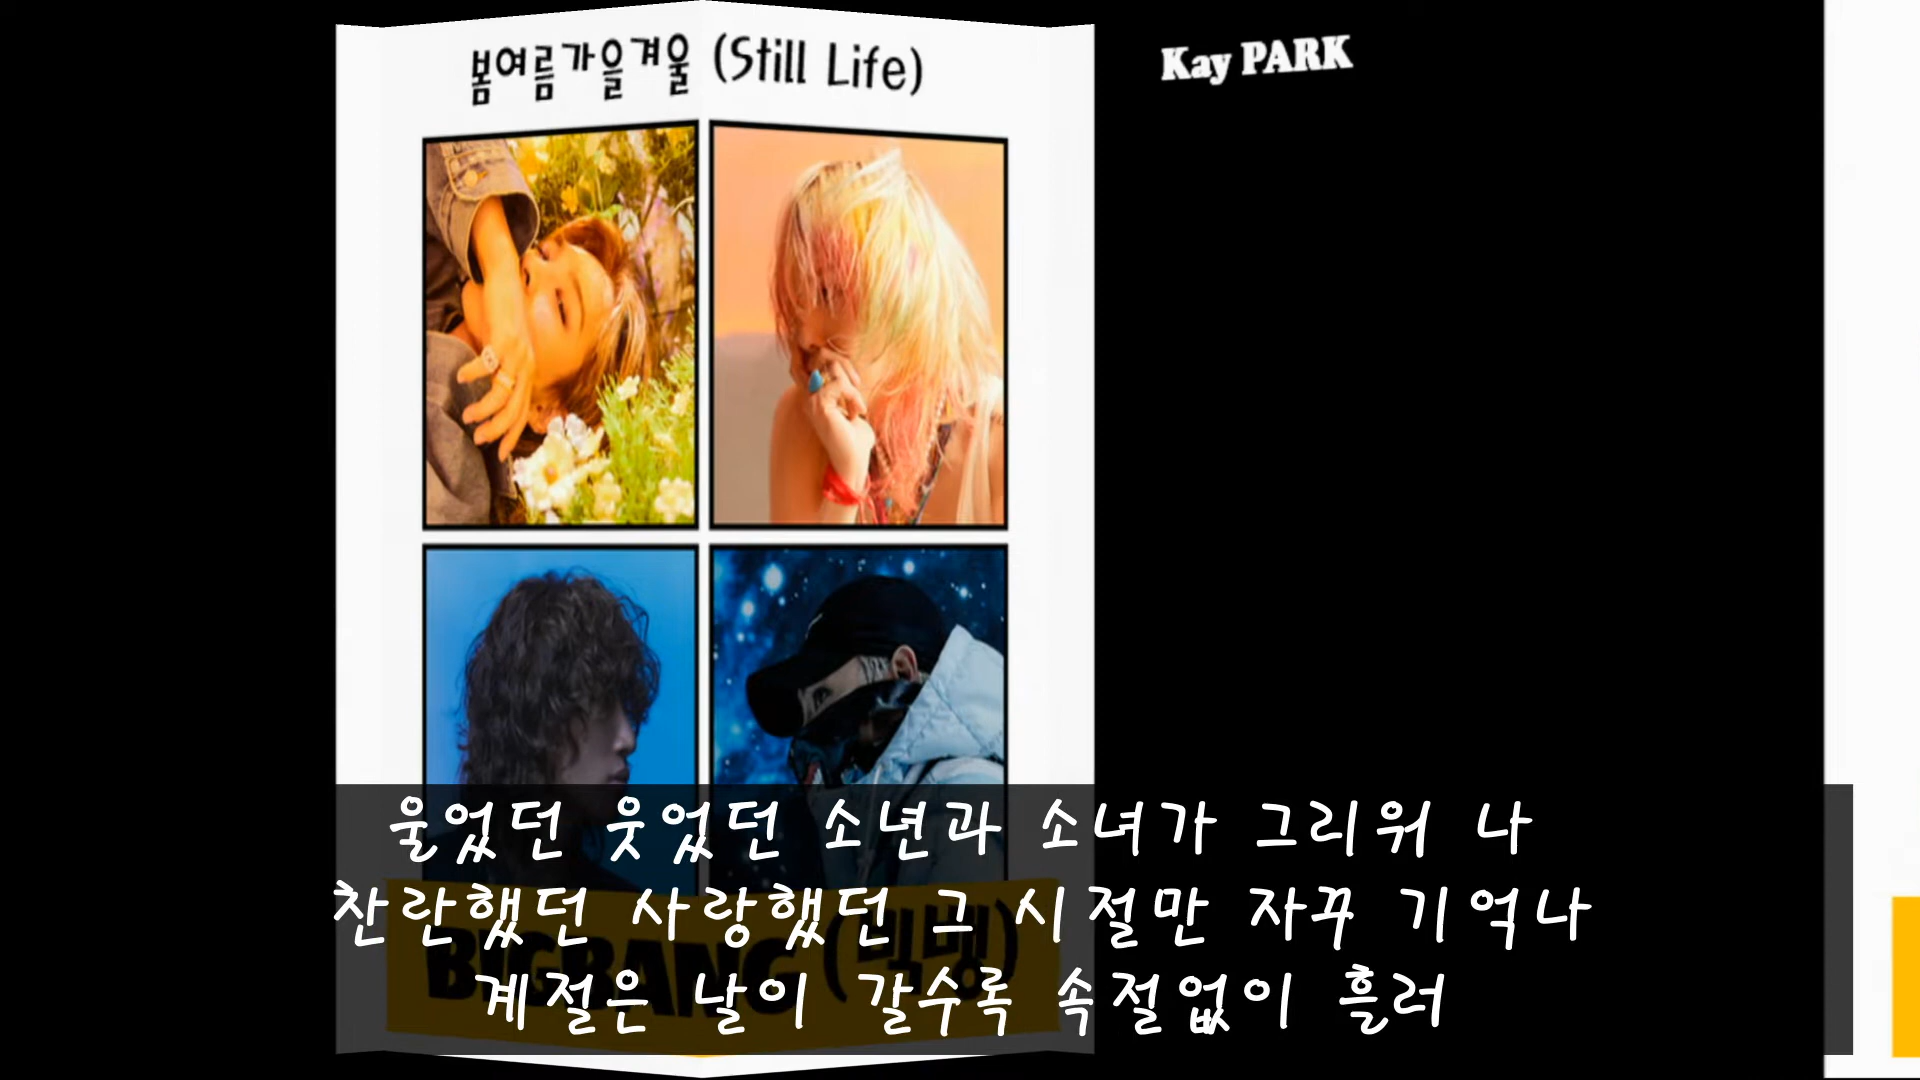 봄여름가을겨울 (Still Life)
Kay PARK
울었던 웃었던 소년과 소녀가 그리워 나
찬란했던 사랑했던 그 시절만 자꾸 기억나
계절은 날이 갈수록 속절없이 흘러
BIGBANG (빅뱅)